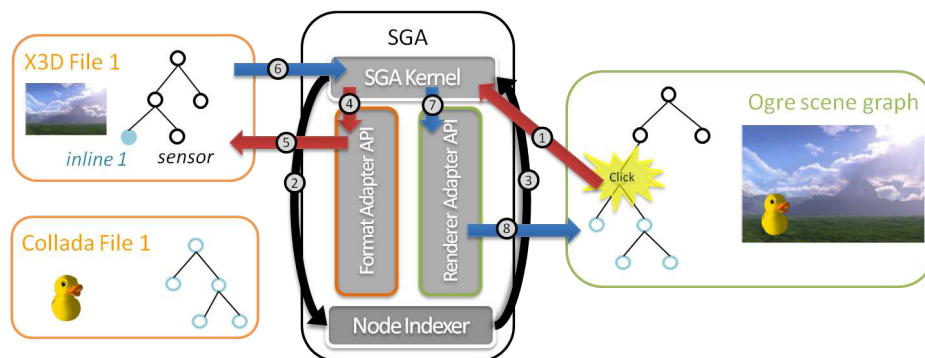 SGA
X3D File 1
6
SGA Kernel
4
7
Ogre scene graph
5
1
inline 1
sensor
Format Adapter API
Renderer Adapter API
2
3
Click
8
Collada File 1
Node Indexer